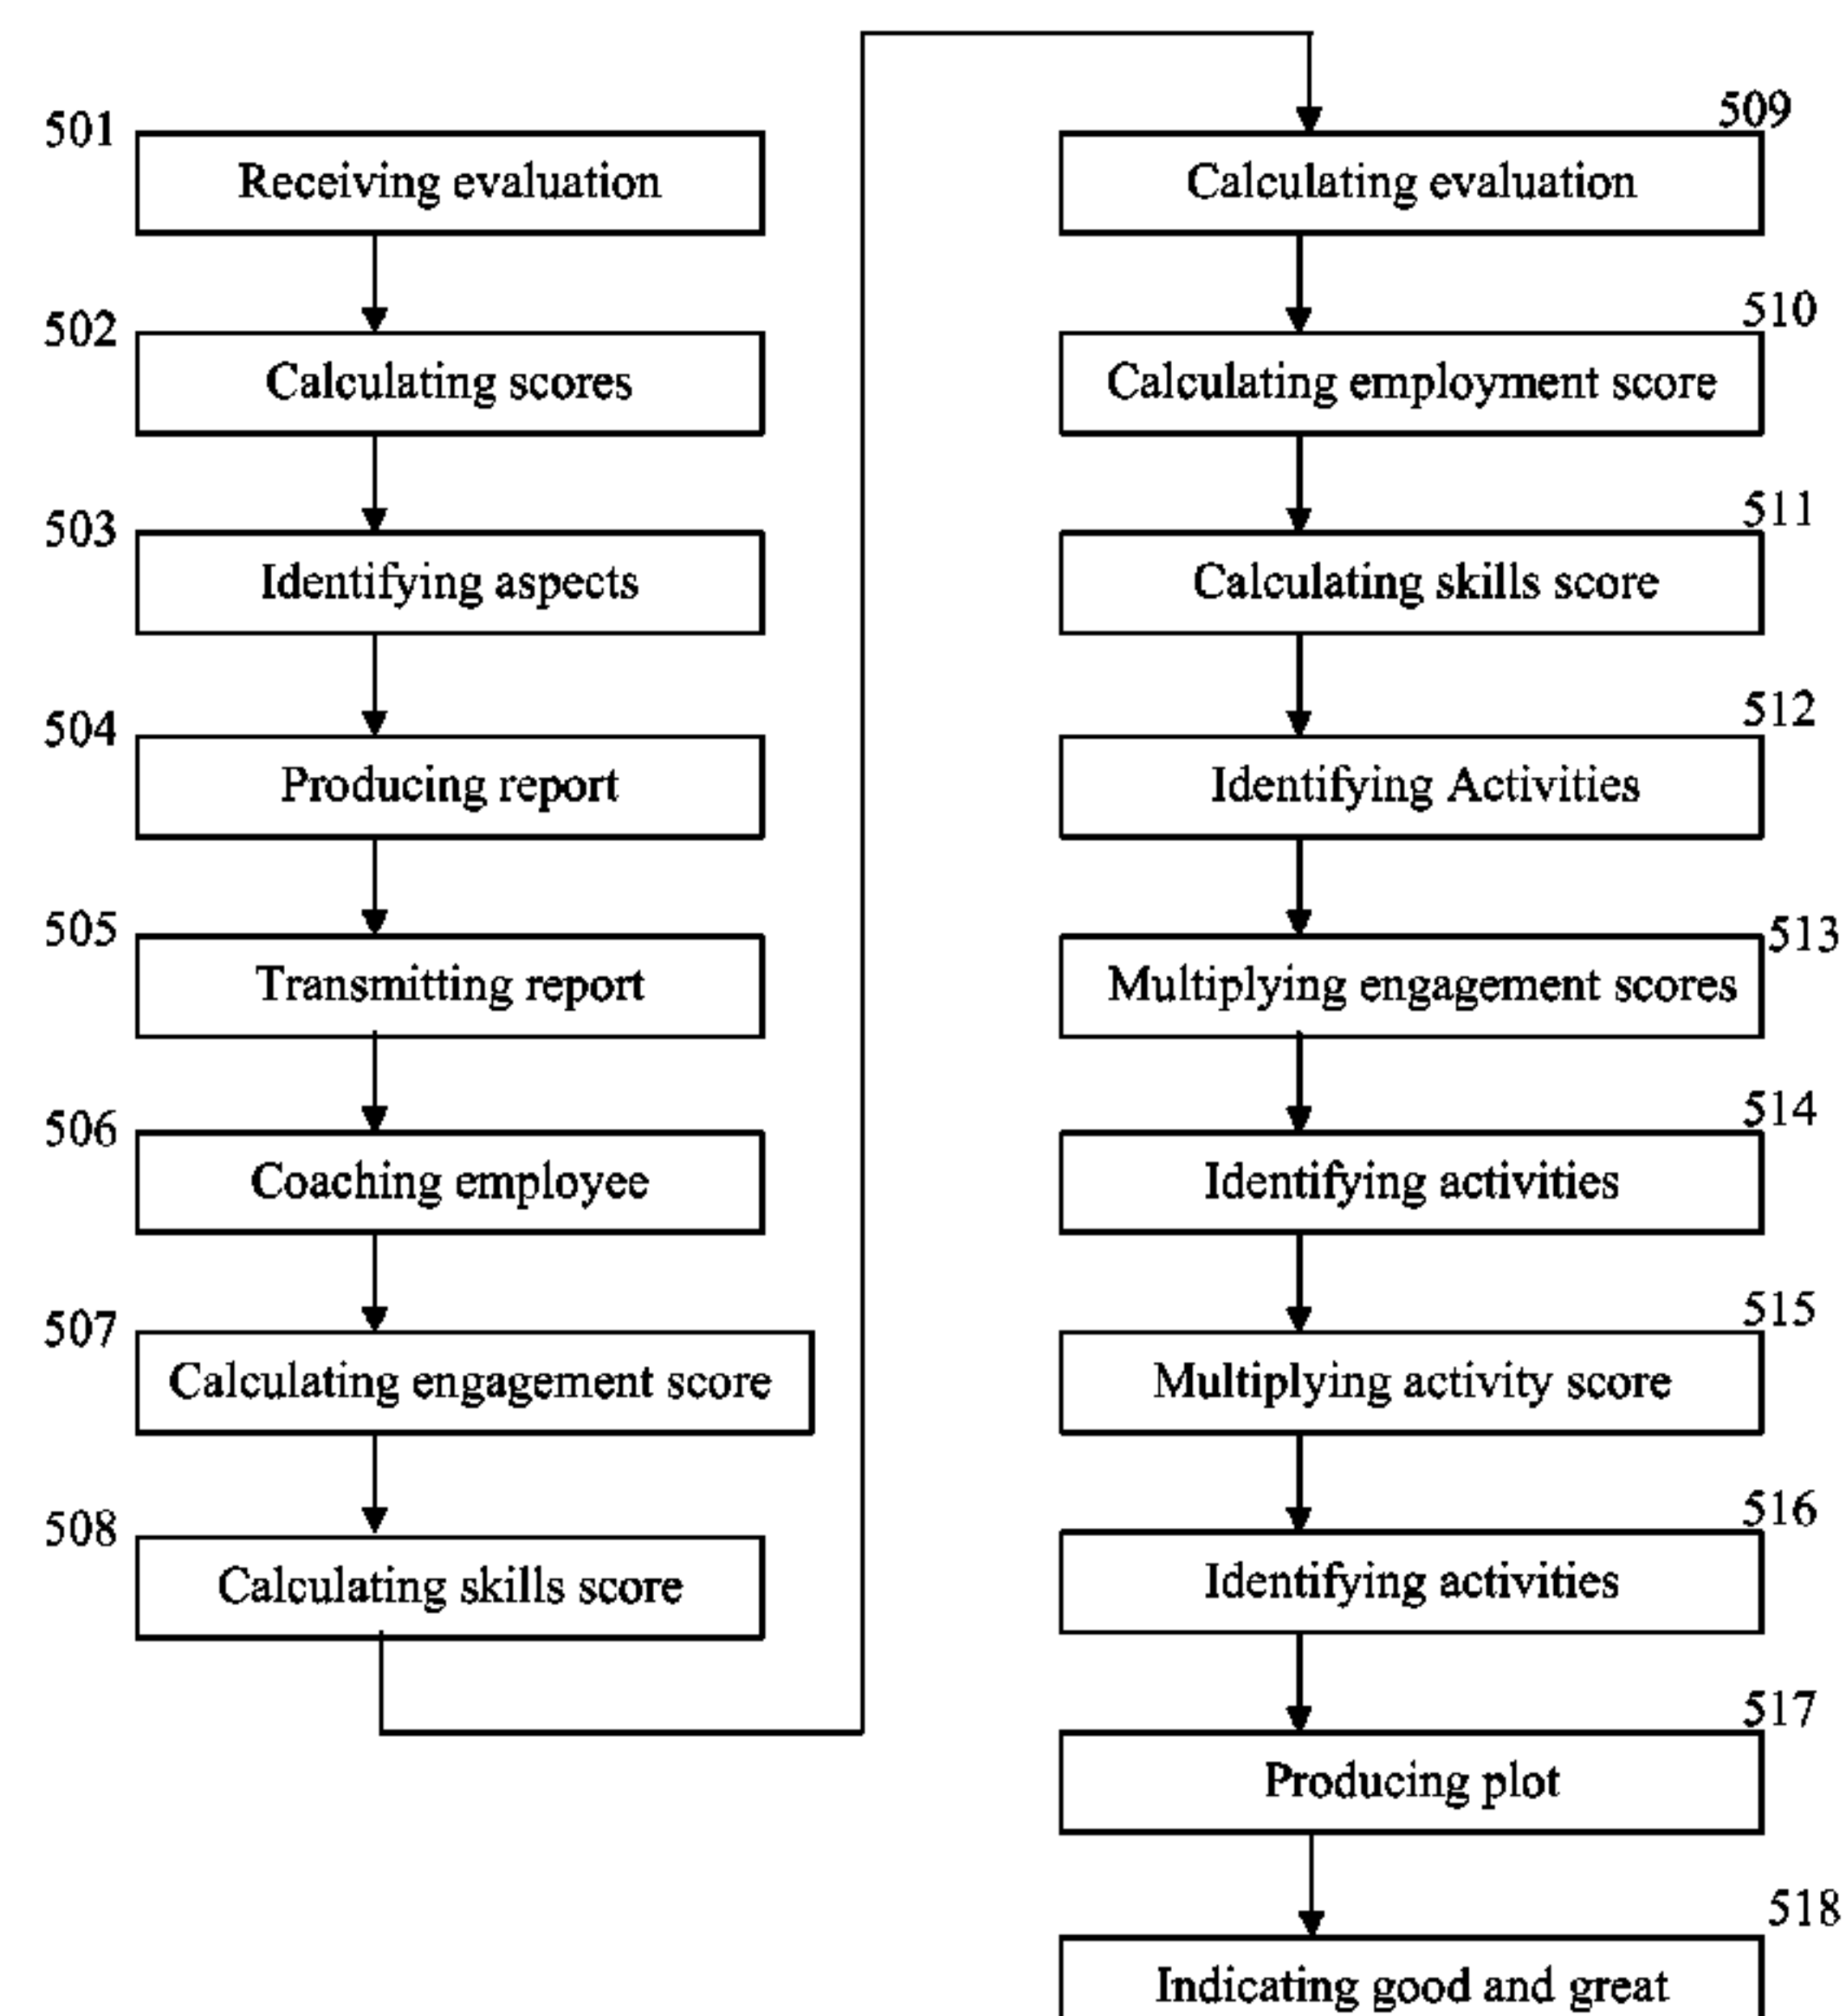 501
Receiving evaluation
502
Calculating scores
503
Identifying aspects
504
Producing report
505
Transmitting report
506
Coaching employee
507
Calculating engagement score
508
Calculating skills score
509
Calculating evaluation
510
Calculating employment score
511
Calculating skills score
512
Identifying Activities
513
Multiplying engagement scores
514
Identifying activities
515
Multiplying activity score
516
Identifying activities
517
Producing plot
518
Indicating good and great